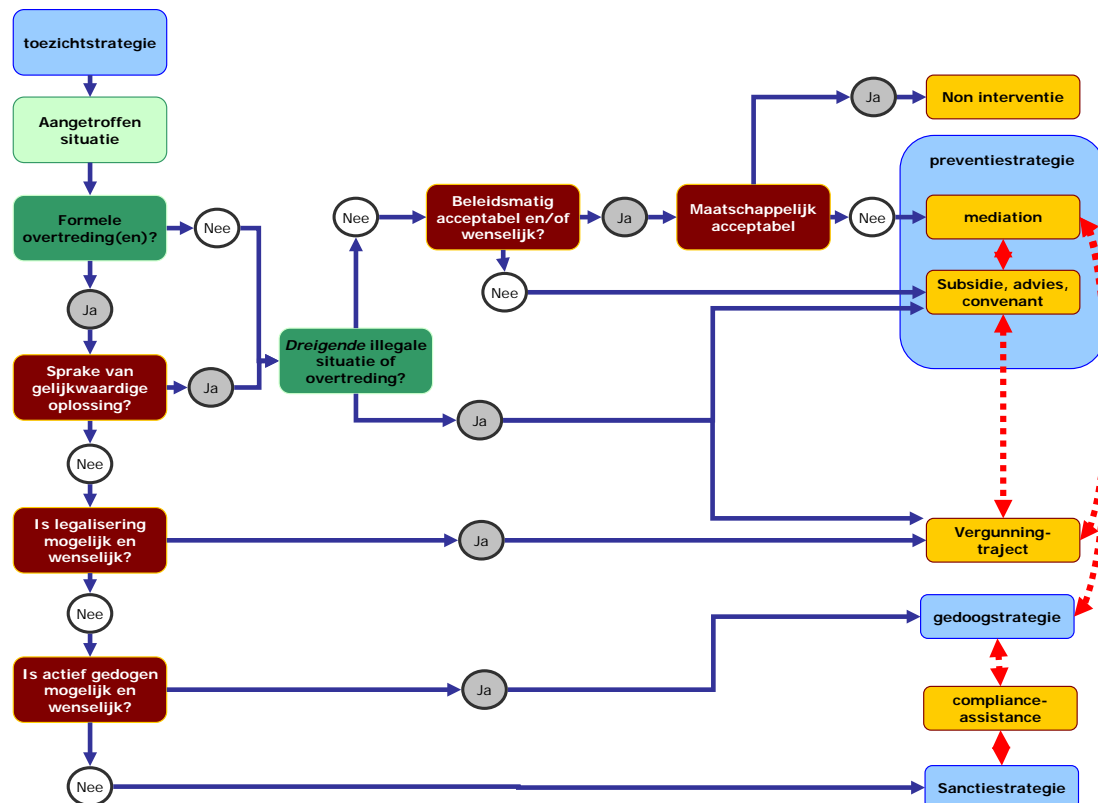 toezichtstrategie
Aangetroffen
situatie
Formele
overtreding(en)?
Nee
Ja
Sprake van
gelijkwaardige
oplossing?
Ja
Nee
Is legalisering
mogelijk en
wenselijk?
Ja
Nee
Is actief gedogen
mogelijk en
wenselijk?
Ja
Nee
Dreigende illegale
situatie of
overtreding?
Nee
Ja
Beleidsmatig
acceptabel en/of
wenselijk?
Ja
Nee
Maatschappelijk
acceptabel
Ja
Nee
Non interventie
preventiestrategie
mediation
Subsidie, advies,
convenant
Vergunning-
traject
gedoogstrategie
compliance-
assistance
Sanctiestrategie